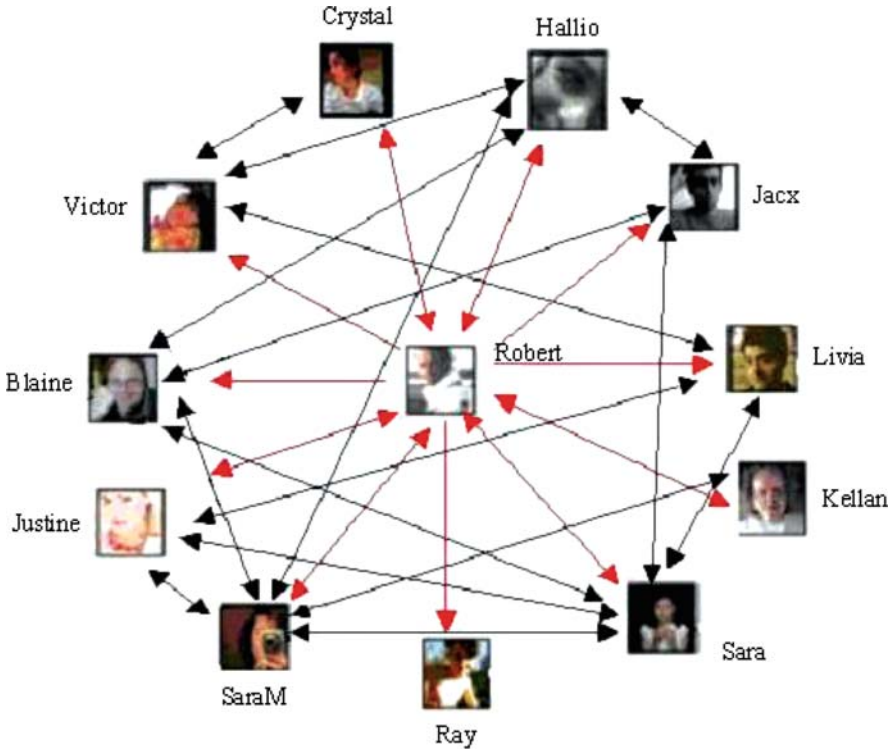 Crystal
Hallio
Victor
Jacx
Robert
Livia
Blaine
Kellan
Justine
Sara
SaraM
Ray